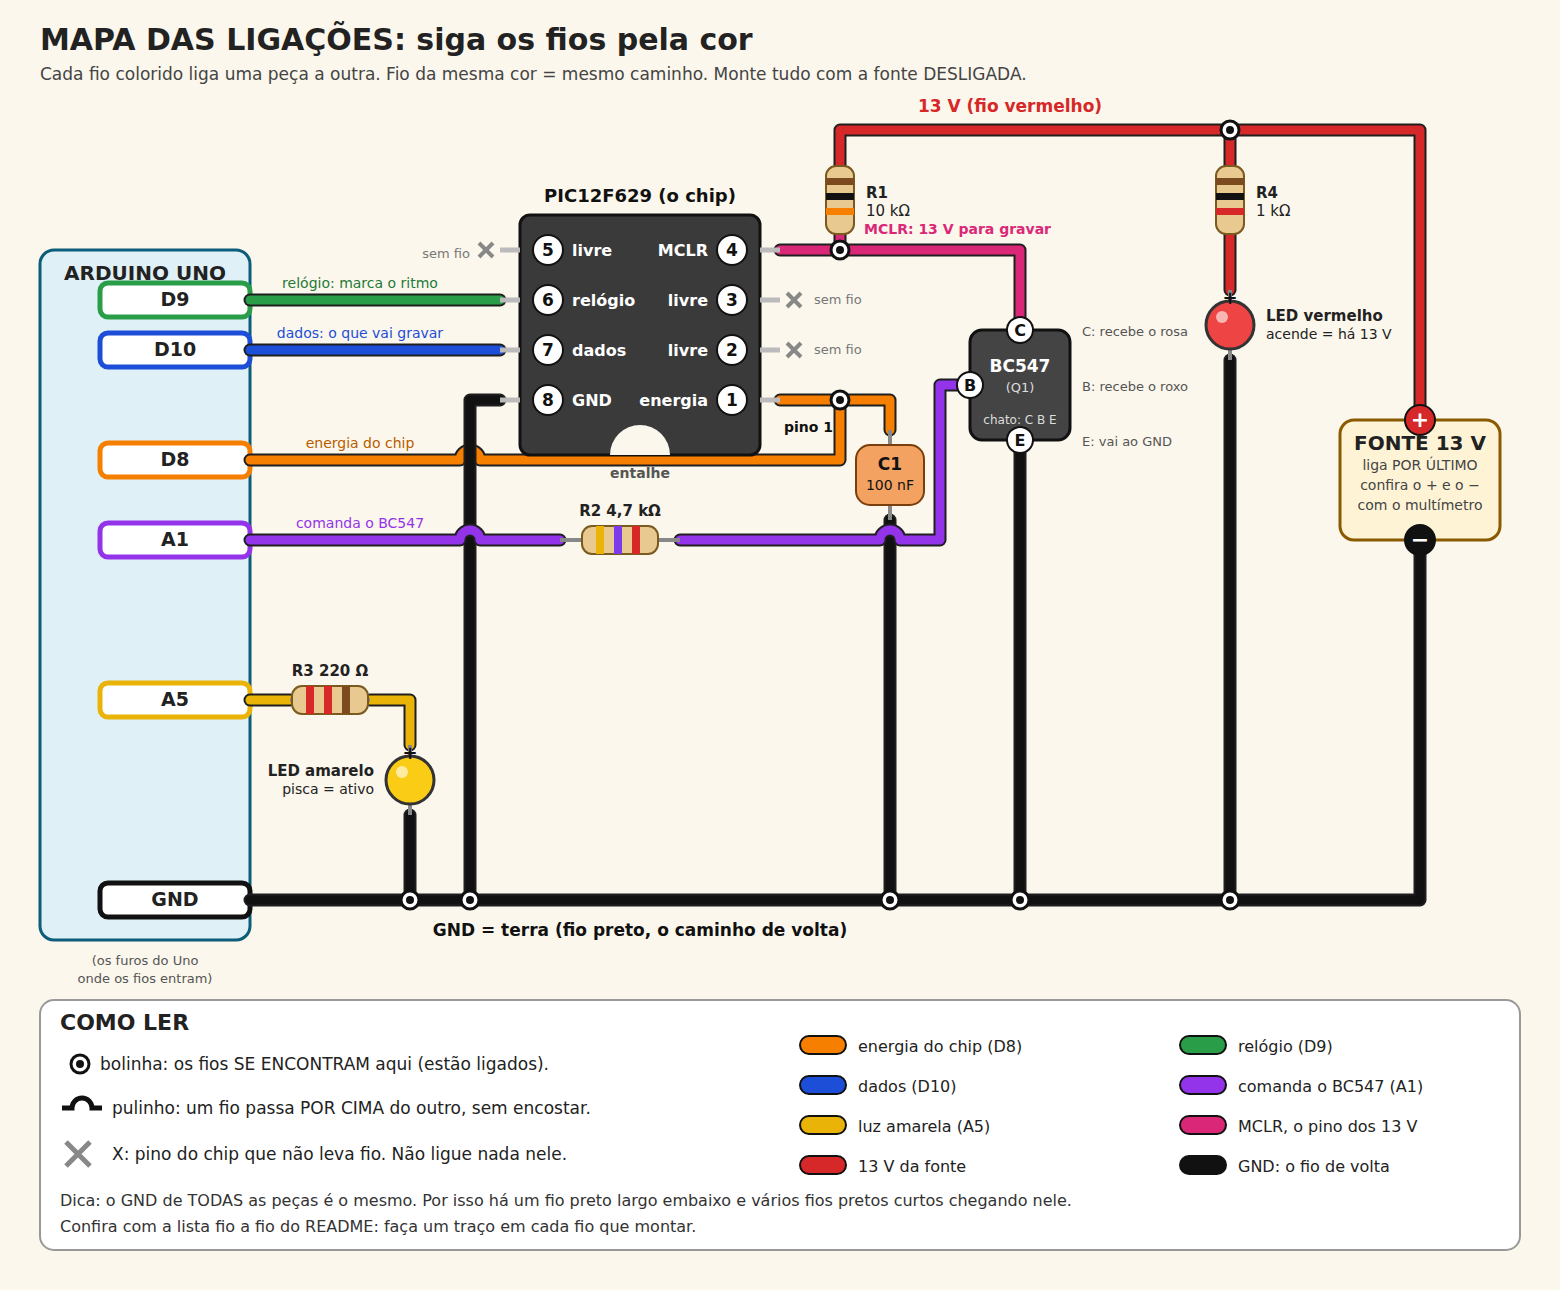 MAPA DAS LIGAÇÕES: siga os fios pela cor
Cada fio colorido liga uma peça a outra. Fio da mesma cor = mesmo caminho. Monte tudo com a fonte DESLIGADA.
13 V (fio vermelho)
PIC12F629 (o chip)
R1
10 kΩ
MCLR: 13 V para gravar
R4
1 kΩ
sem fio
5 livre MCLR 4
6 relógio livre 3
7 dados livre 2
8 GND energia 1
sem fio
sem fio
pino 1
entalhe
ARDUINO UNO
D9
relógio: marca o ritmo
D10
dados: o que vai gravar
D8
energia do chip
A1
comanda o BC547
R2 4,7 kΩ
C1
100 nF
C
BC547
(Q1)
B
chato: C B E
E
C: recebe o rosa
B: recebe o roxo
E: vai ao GND
+
LED vermelho
acende = há 13 V
+
FONTE 13 V
liga POR ÚLTIMO
confira o + e o −
com o multímetro
−
A5
R3 220 Ω
+
LED amarelo
pisca = ativo
GND
GND = terra (fio preto, o caminho de volta)
(os furos do Uno
onde os fios entram)
COMO LER
bolinha: os fios SE ENCONTRAM aqui (estão ligados).
pulinho: um fio passa POR CIMA do outro, sem encostar.
X: pino do chip que não leva fio. Não ligue nada nele.
energia do chip (D8)
dados (D10)
luz amarela (A5)
13 V da fonte
relógio (D9)
comanda o BC547 (A1)
MCLR, o pino dos 13 V
GND: o fio de volta
Dica: o GND de TODAS as peças é o mesmo. Por isso há um fio preto largo embaixo e vários fios pretos curtos chegando nele.
Confira com a lista fio a fio do README: faça um traço em cada fio que montar.